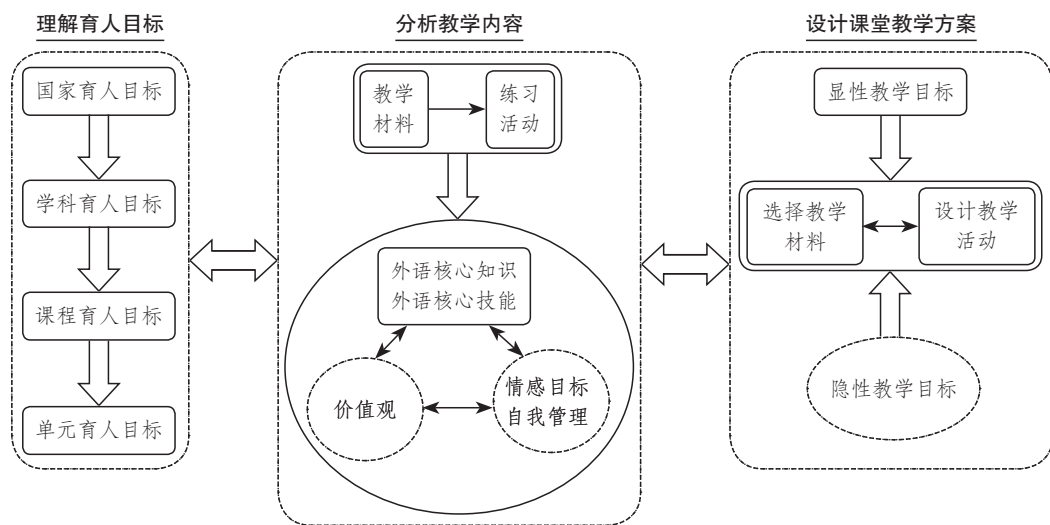 理解育人目标
国家育人目标
学科育人目标
课程育人目标
单元育人目标
分析教学内容
教学
材料
练习
活动
外语核心知识
外语核心技能
价值观
情感目标
自我管理
设计课堂教学方案
显性教学目标
选择教学
材料
设计教学
活动
隐性教学目标